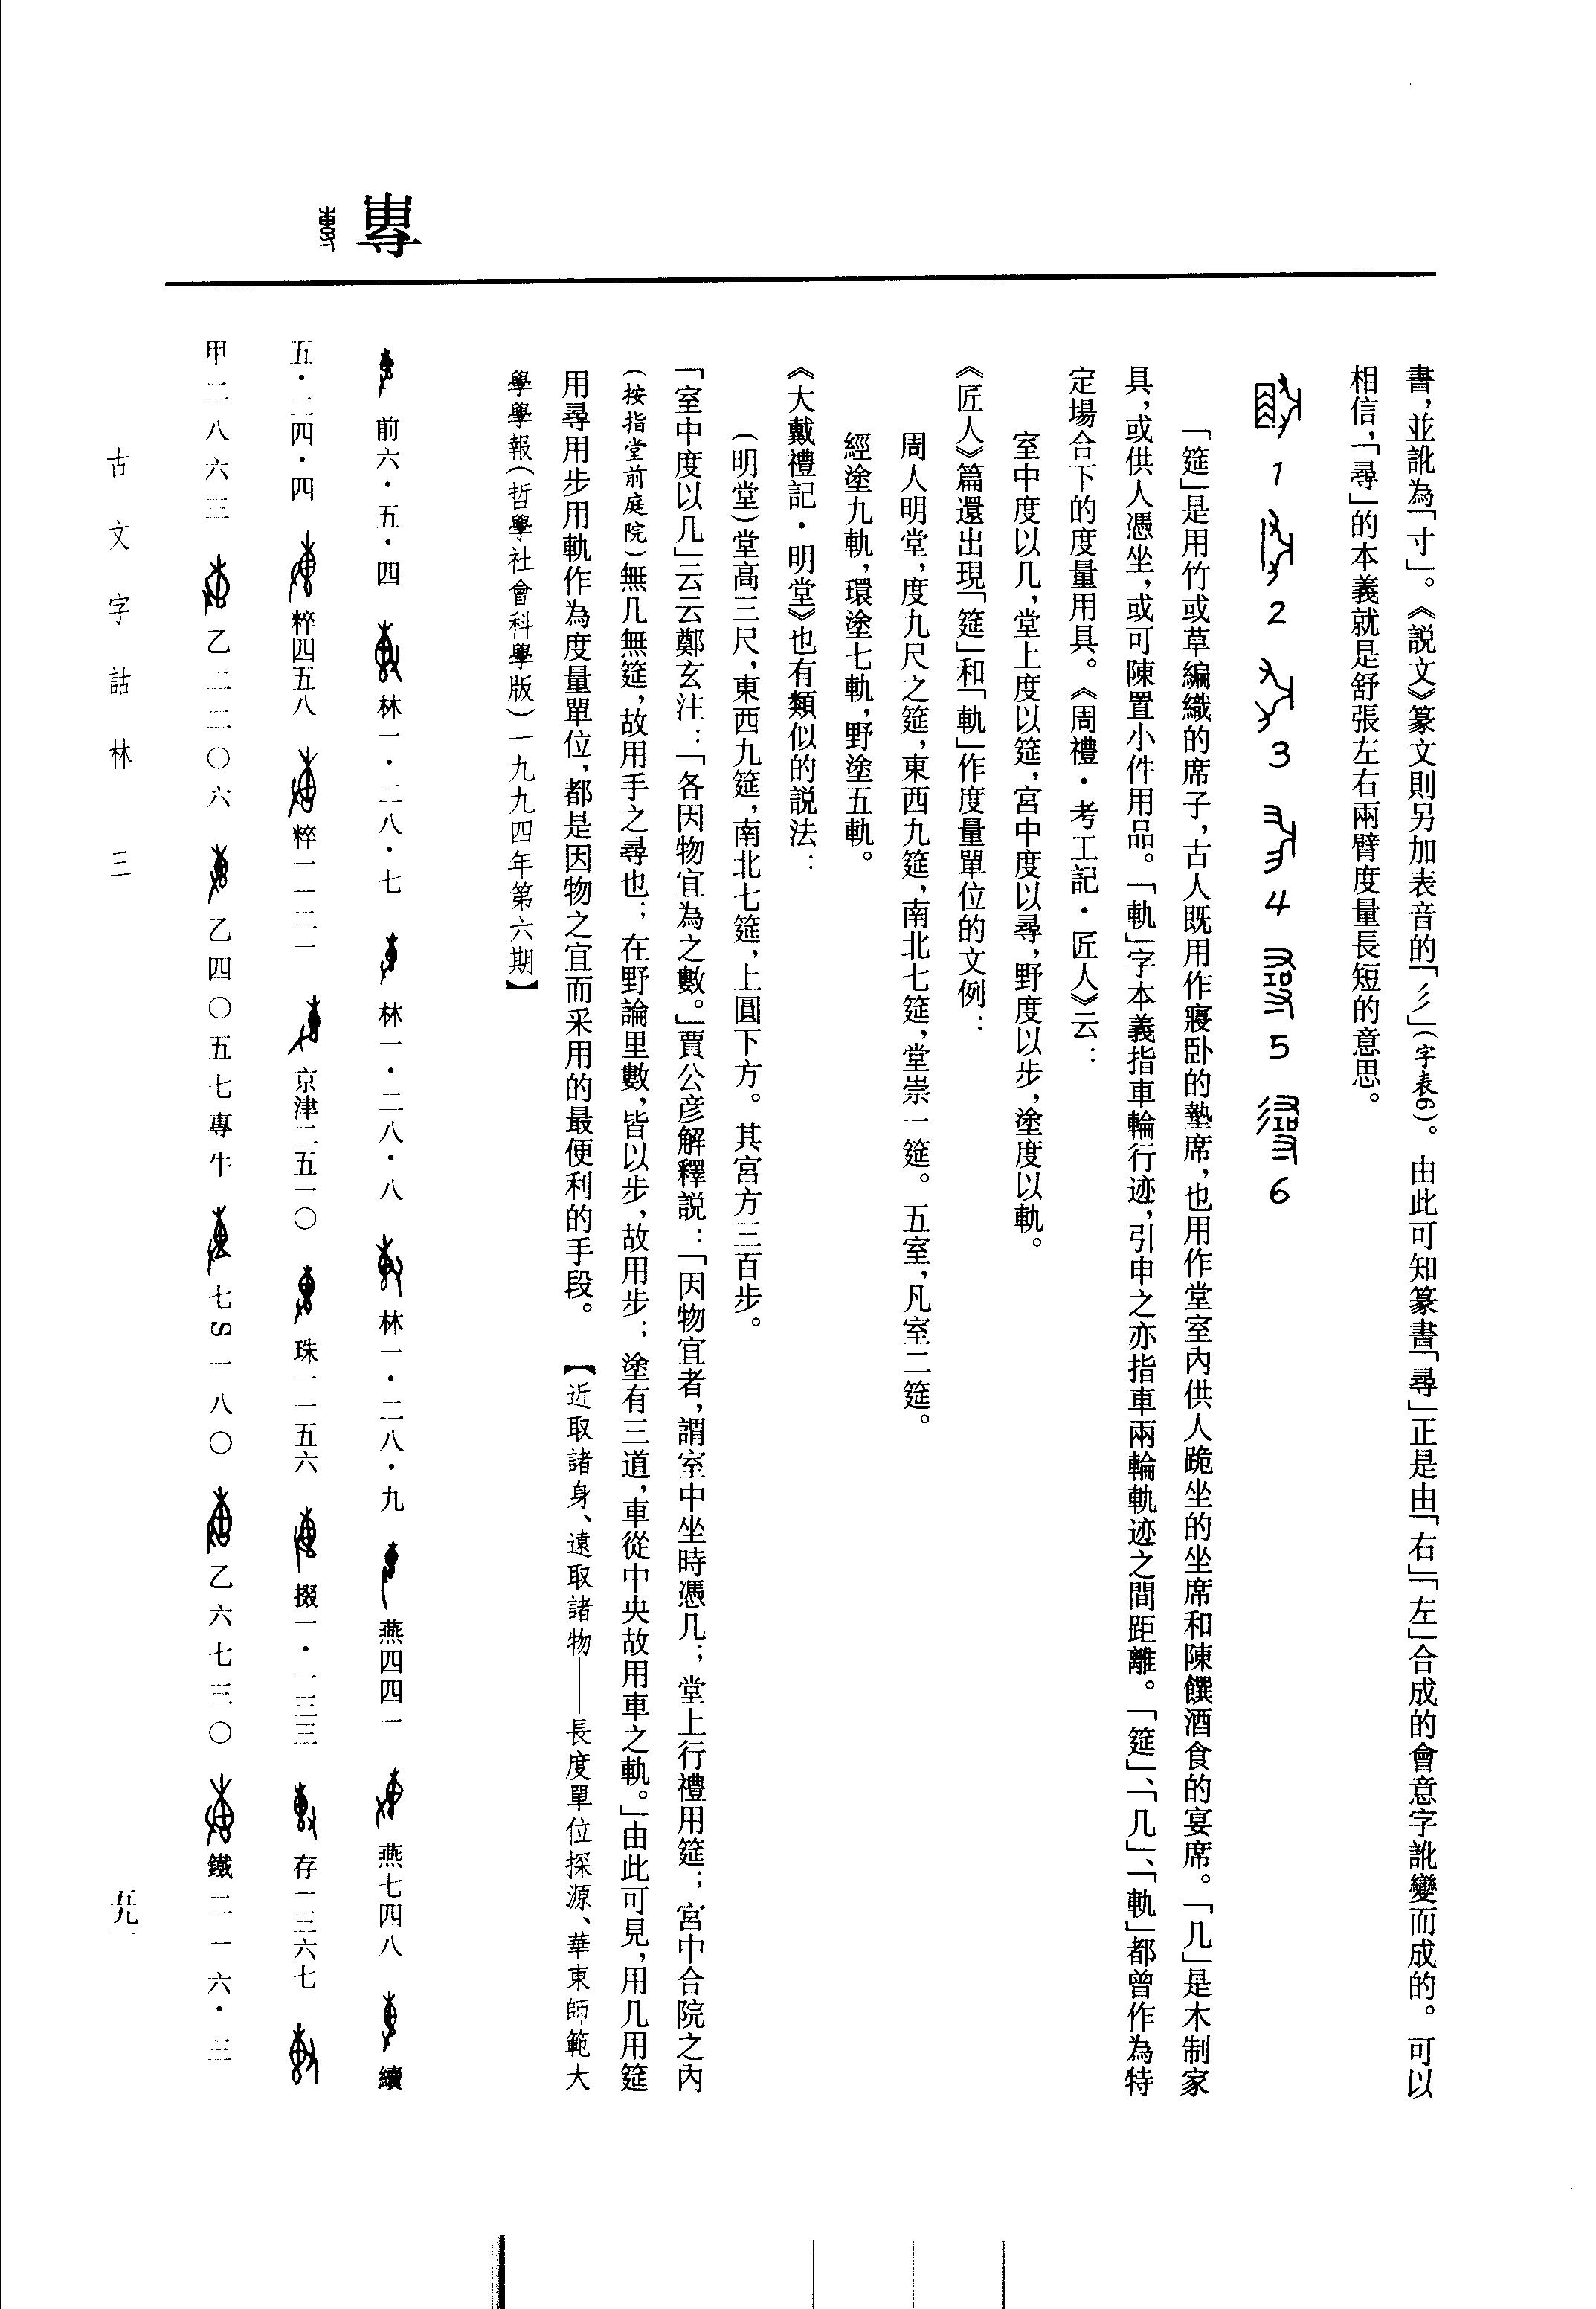 專
書，並訛為「寸」。《説文》篆文則另加表音的「彡」（字表6）。由此可知篆書「尋」正是由「右」「左」合成的會意字訛變而成的。可以
相信，「尋」的本義就是舒張左右兩臂度量長短的意思。
1 2 3 4 5 6
「筵」是用竹或草編織的席子，古人既用作寢卧的墊席，也用作堂室內供人跪坐的坐席和陳饌酒食的宴席。「几」是木制家
具，或供人憑坐，或可陳置小件用品。「軌」字本義指車輪行迹，引申之亦指車兩輪軌迹之間距離。「筵」、「几」、「軌」都曾作為特
定場合下的度量用具。《周禮·考工記·匠人》云：
室中度以几，堂上度以筵，宮中度以尋，野度以步，塗度以軌。
《匠人》篇還出現「筵」和「軌」作度量單位的文例：
周人明堂，度九尺之筵，東西九筵，南北七筵，堂崇一筵。五室，凡室二筵。
經塗九軌，環塗七軌，野塗五軌。
《大戴禮記·明堂》也有類似的説法：
（明堂）堂高三尺，東西九筵，南北七筵，上圓下方。其宮方三百步。
「室中度以几」云云鄭玄注：「各因物宜為之數。」賈公彦解釋説：「因物宜者，謂室中坐時憑几；堂上行禮用筵；宮中合院之內
（按指堂前庭院）無几無筵，故用手之尋也；在野論里數，皆以步，故用步；塗有三道，車從中央故用車之軌。」由此可見，用几用筵
用尋用步用軌作為度量單位，都是因物之宜而采用的最便利的手段。【近取諸身、遠取諸物——長度單位探源、華東師範大
學學報（哲學社會科學版）一九九四年第六期】
前六·五·四 林一·二八·七 林一·二八·八 林一·二八·九 燕四四一 燕七四八 續
五·二四·四 粹四五八 粹一一二一 京津二五一〇 珠一一五六 掇一·一三三 存一三六七
甲二八六三 乙二二〇六 乙四〇五七專牛 七S一八〇 乙六七三〇 鐵二一六·三
古文字詁林 三